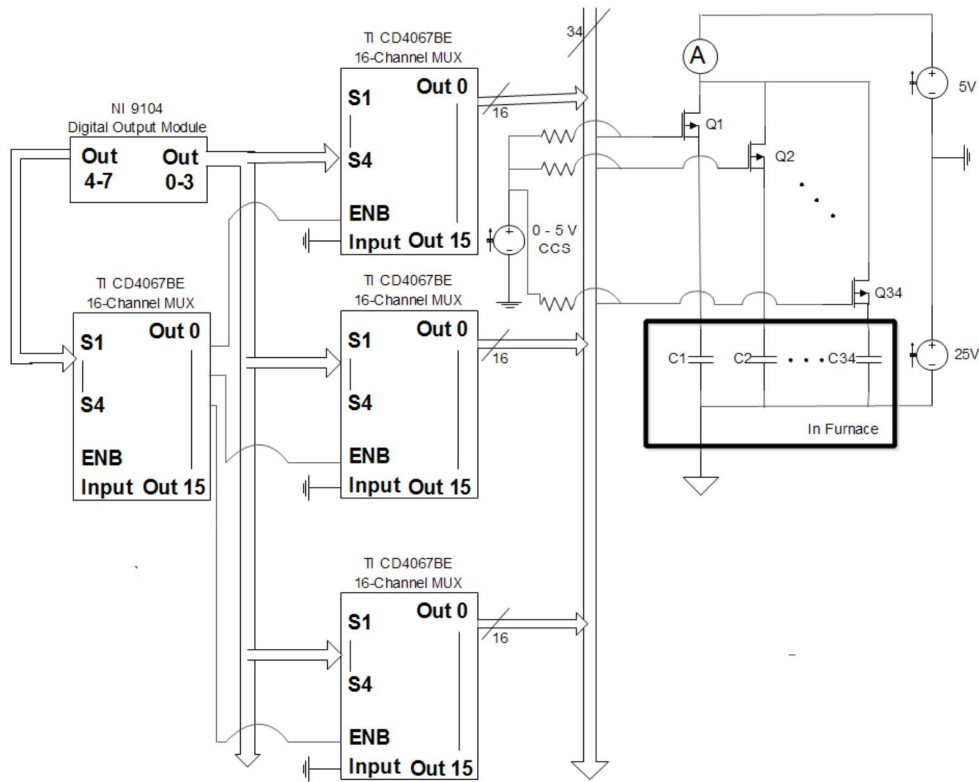 TI CD4067BE
16-Channel MUX
S1
S4
ENB
Input
Out 0
Out 15
16
34
NI 9104
Digital Output Module
Out
4-7
Out
0-3
TI CD4067BE
16-Channel MUX
S1
S4
ENB
Input
Out 0
Out 15
TI CD4067BE
16-Channel MUX
S1
S4
ENB
Input
Out 0
Out 15
16
TI CD4067BE
16-Channel MUX
S1
S4
ENB
Input
Out 0
Out 15
16
0 - 5 V
CCS
A
Q1
Q2
Q34
5V
25V
C1
C2
C34
In Furnace